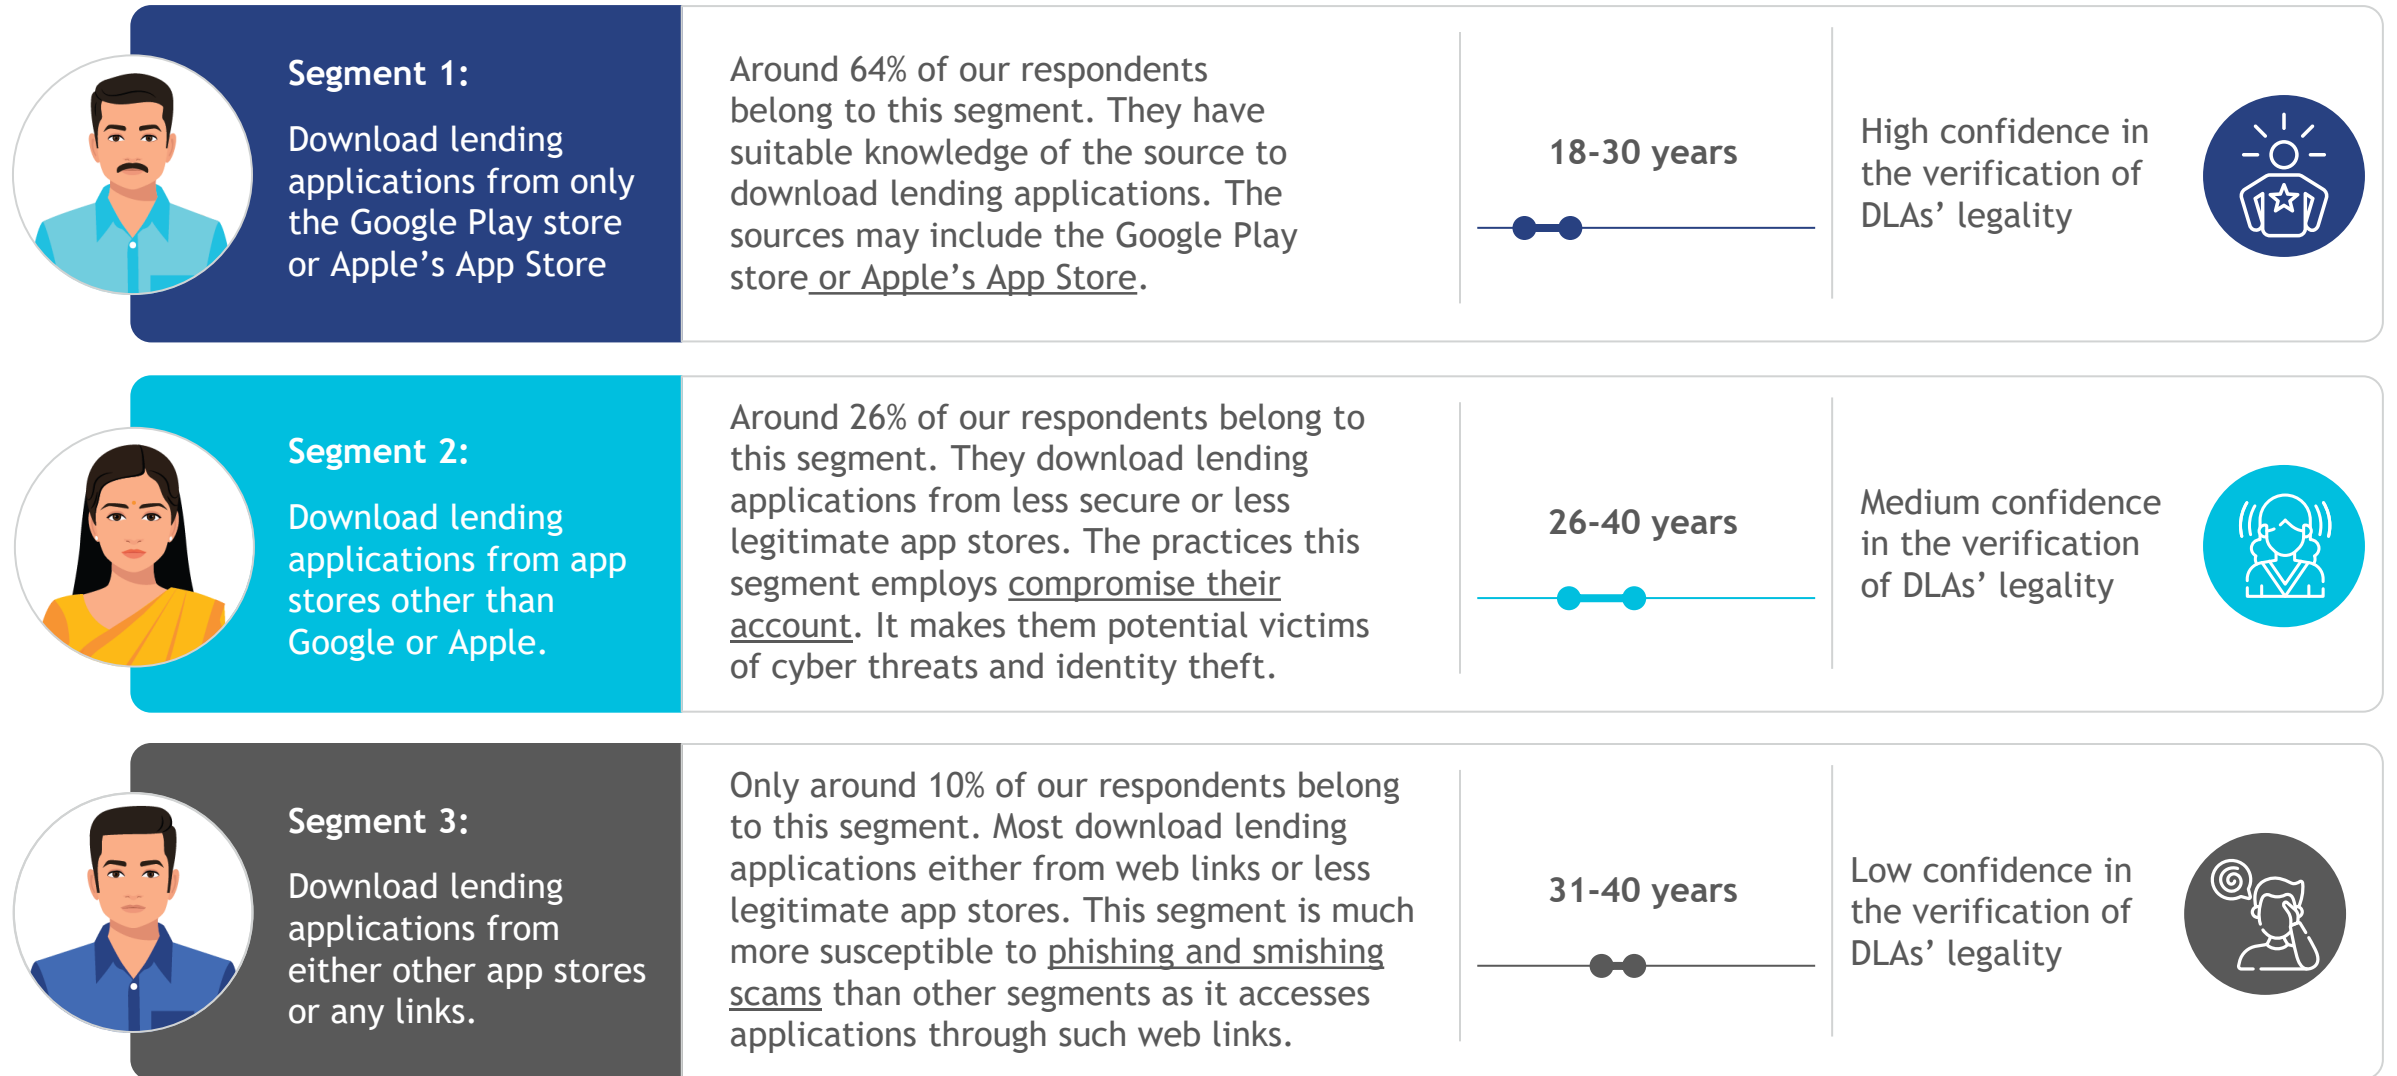 Segment 1:
Download lending
applications from only
the Google Play store
or Apple’s App Store
Around 64% of our respondents
belong to this segment. They have
suitable knowledge of the source to
download lending applications. The
sources may include the Google Play
store or Apple’s App Store.
18-30 years
High confidence in
the verification of
DLAs’ legality
Segment 2:
Download lending
applications from app
stores other than
Google or Apple.
Around 26% of our respondents belong to
this segment. They download lending
applications from less secure or less
legitimate app stores. The practices this
segment employs compromise their
account. It makes them potential victims
of cyber threats and identity theft.
26-40 years
Medium confidence
in the verification
of DLAs’ legality
Segment 3:
Download lending
applications from
either other app stores
or any links.
Only around 10% of our respondents belong
to this segment. Most download lending
applications either from web links or less
legitimate app stores. This segment is much
more susceptible to phishing and smishing
scams than other segments as it accesses
applications through such web links.
31-40 years
Low confidence in
the verification of
DLAs’ legality